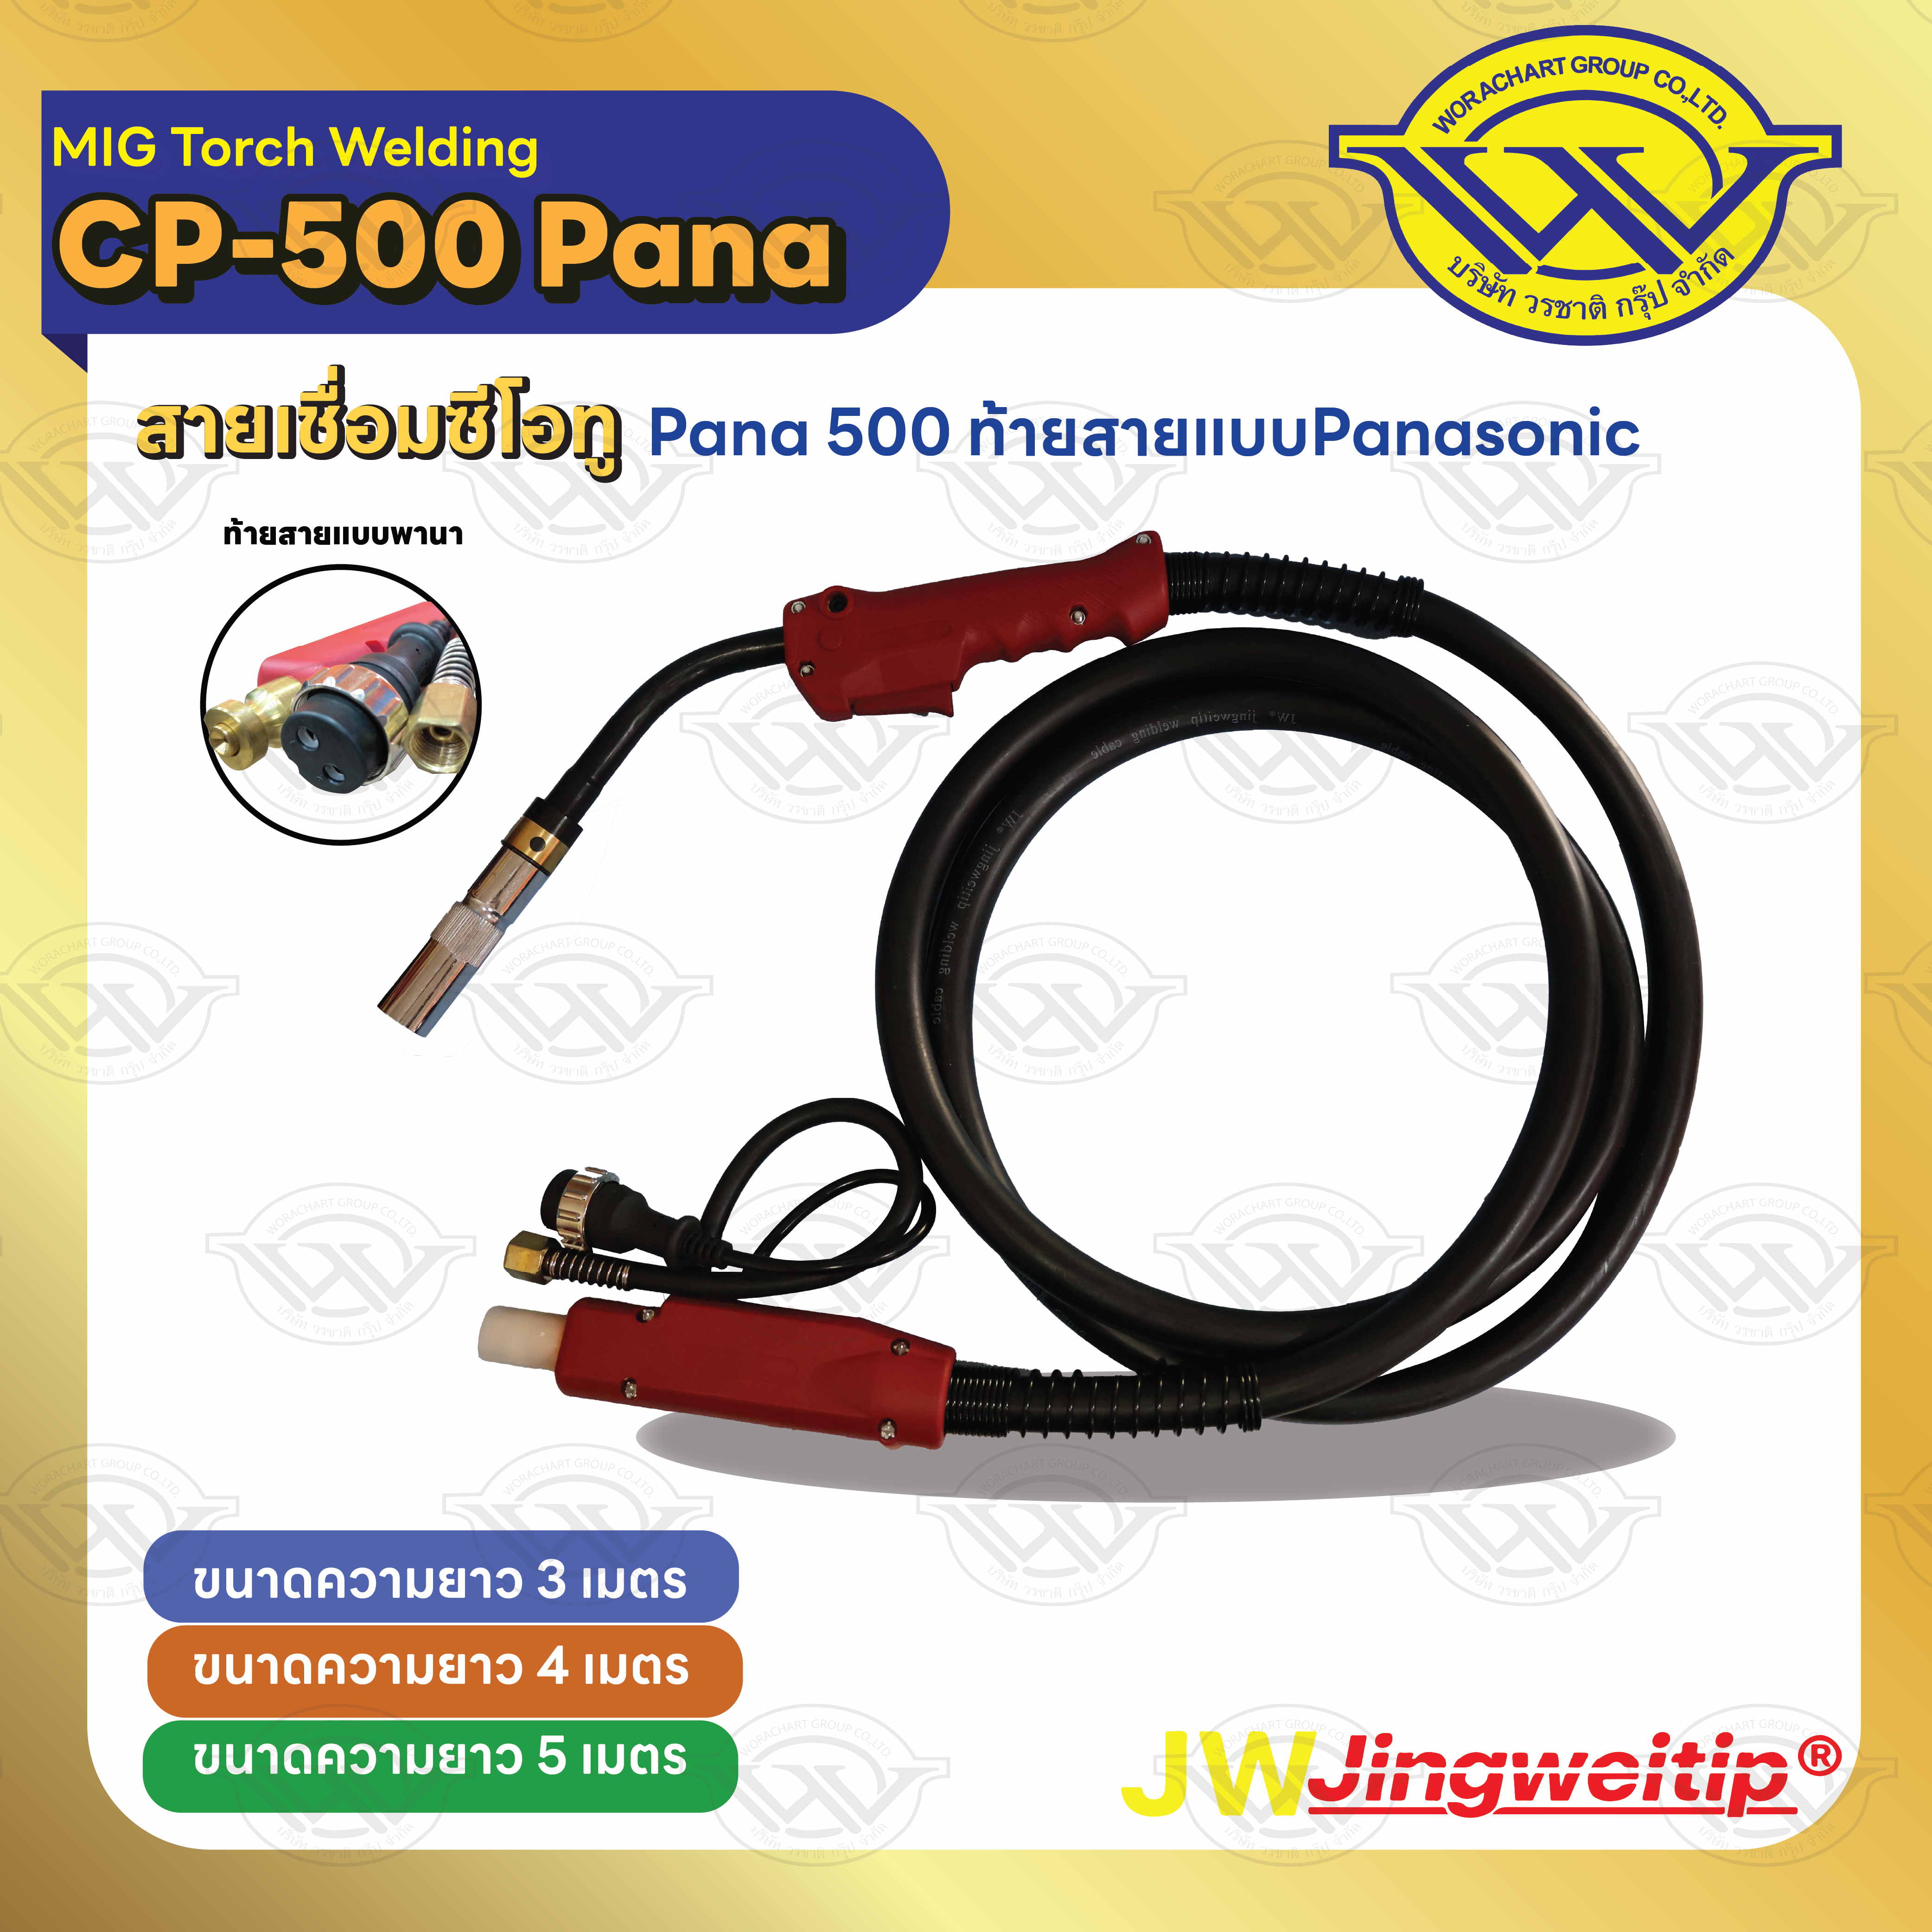 WORACHART GROUP CO.,LTD.
บริษัท วรชาติ กรุ๊ป จำกัด
MIG Torch Welding
CP-500 Pana
สายเชื่อมซีโอทู Pana 500 ท้ายสายแบบPanasonic
ท้ายสายแบบพานา
JW® jingweitip welding cable
JW® jingweitip welding cable
ขนาดความยาว 3 เมตร
ขนาดความยาว 4 เมตร
ขนาดความยาว 5 เมตร
JW Jingweitip®